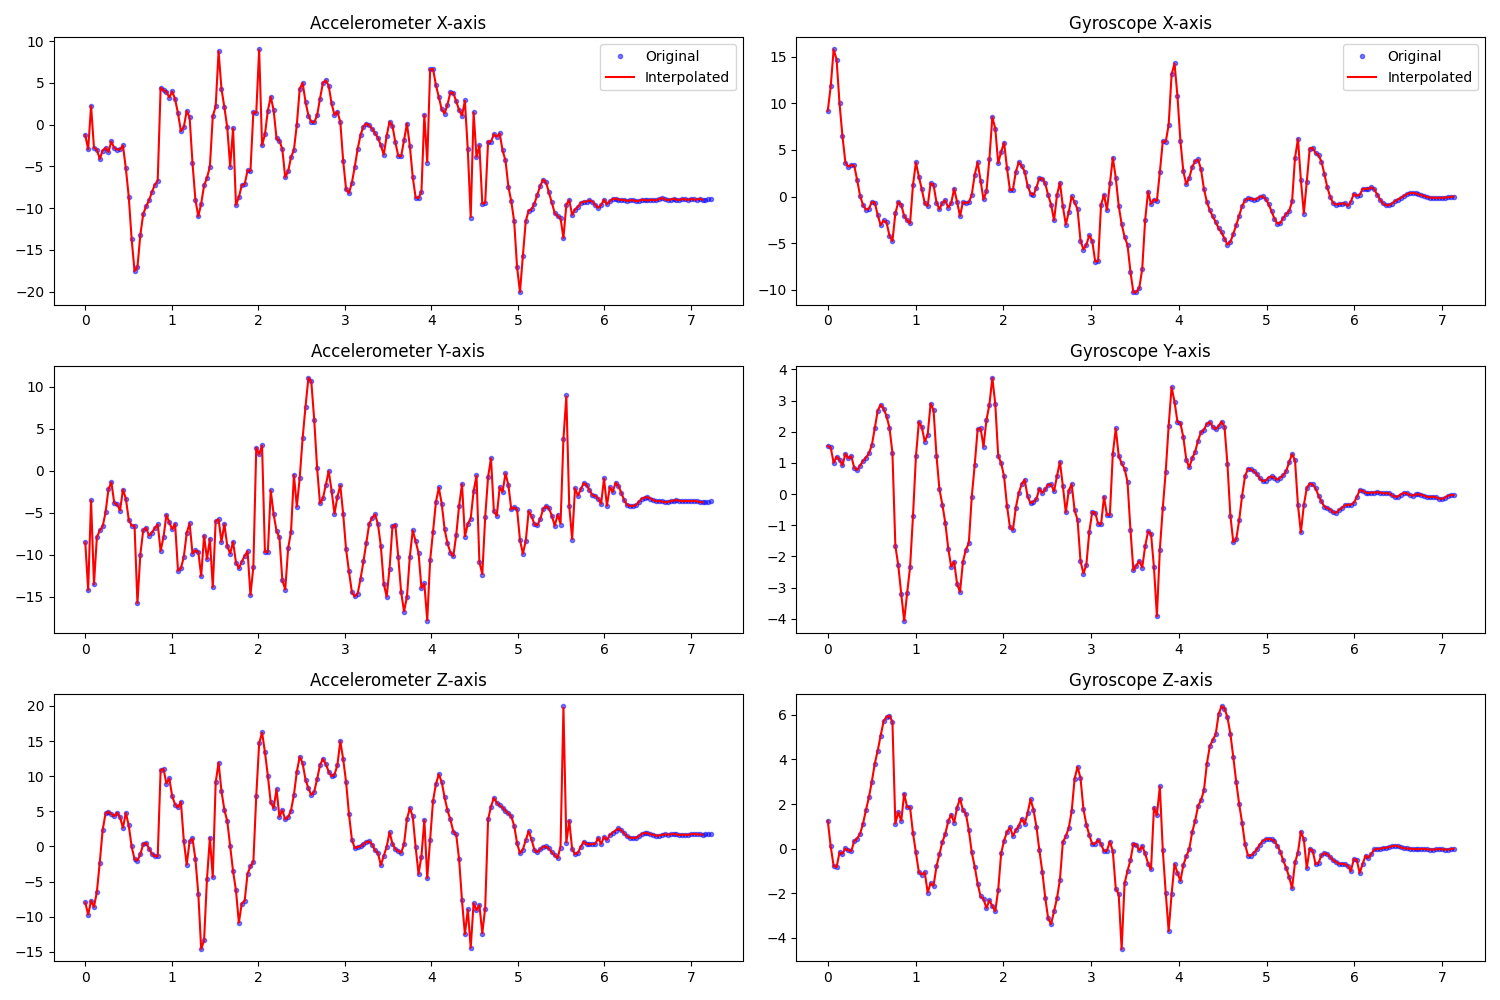 Accelerometer X-axis
10
5
0
−5
−10
−15
−20
Original
Interpolated
0 1 2 3 4 5 6 7
Gyroscope X-axis
15
10
5
0
−5
−10
Original
Interpolated
0 1 2 3 4 5 6 7
Accelerometer Y-axis
10
5
0
−5
−10
−15
0 1 2 3 4 5 6 7
Gyroscope Y-axis
4
3
2
1
0
−1
−2
−3
−4
0 1 2 3 4 5 6 7
Accelerometer Z-axis
20
15
10
5
0
−5
−10
−15
0 1 2 3 4 5 6 7
Gyroscope Z-axis
6
4
2
0
−2
−4
0 1 2 3 4 5 6 7